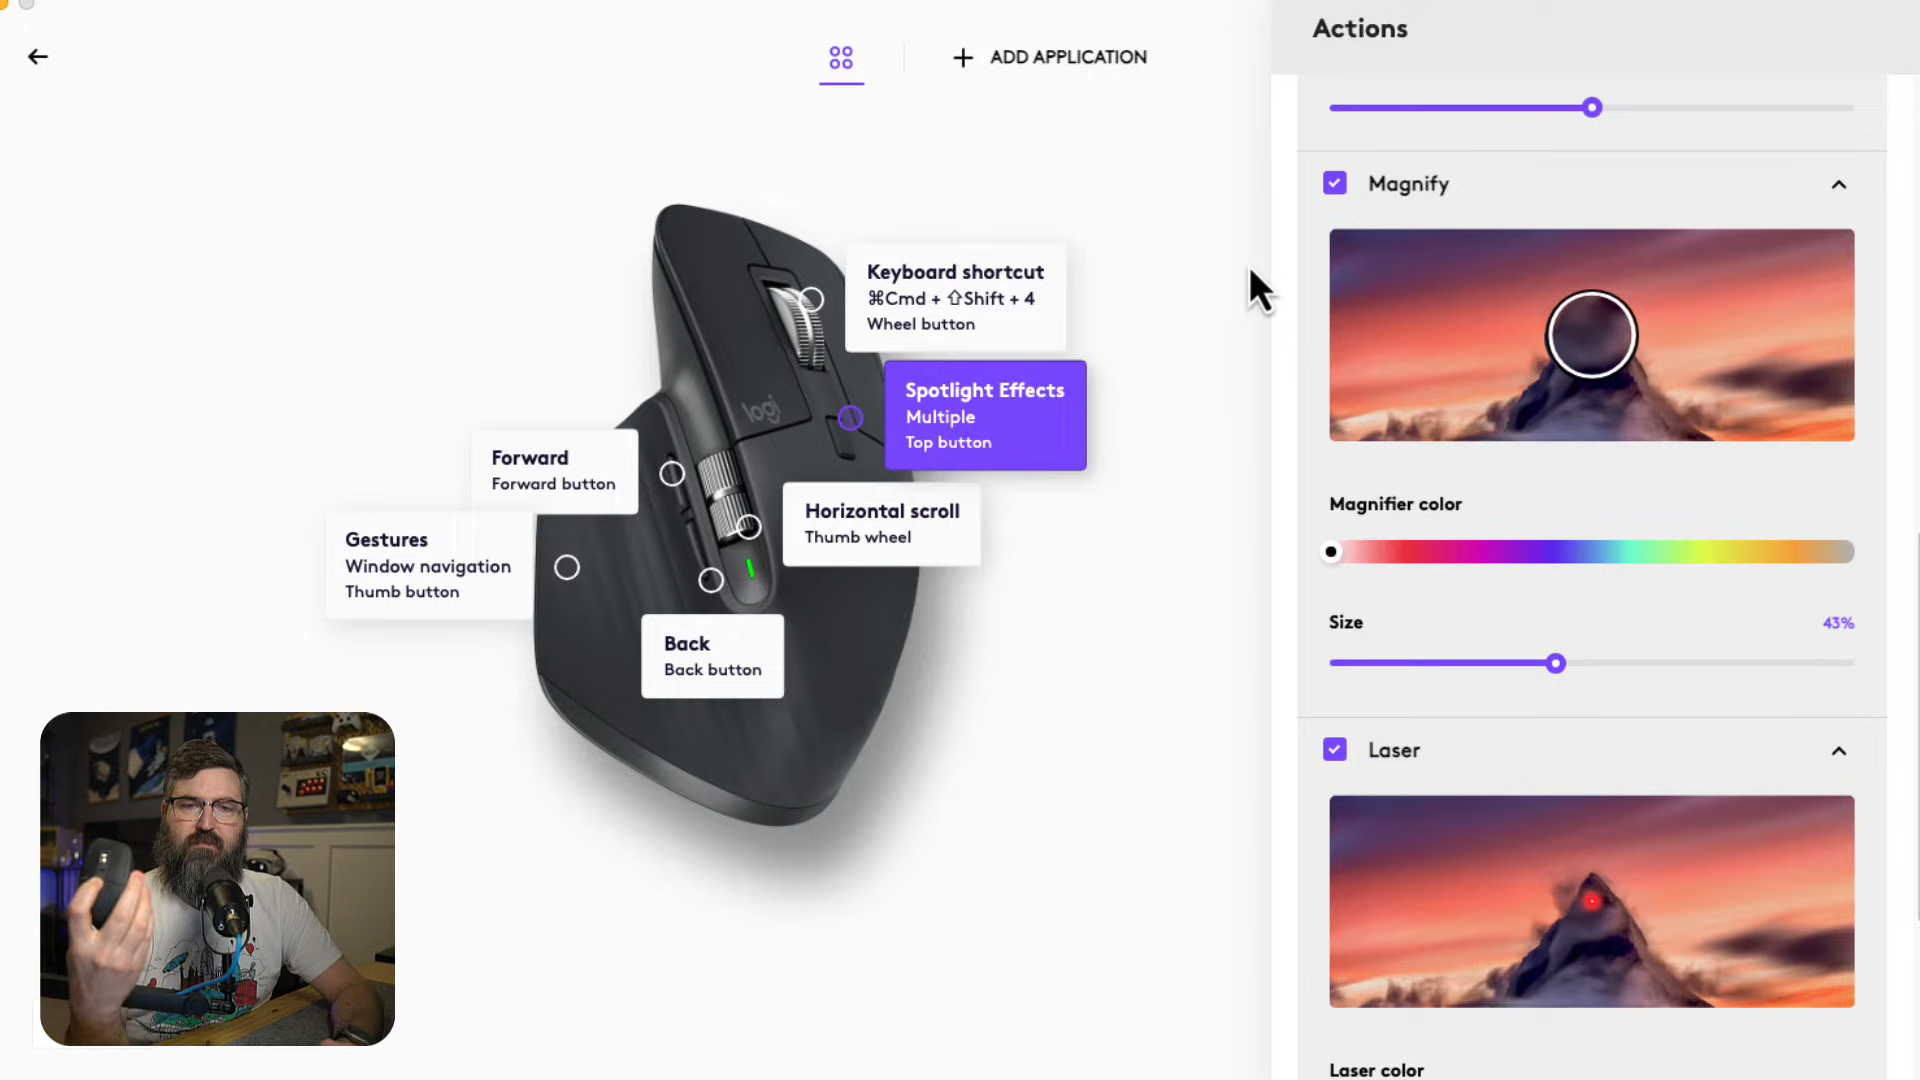 Actions
ADD APPLICATION
Magnify
Keyboard shortcut
⌘Cmd + ⇧Shift + 4
Wheel button
Spotlight Effects
Multiple
Top button
logi
Forward
Forward button
Horizontal scroll
Thumb wheel
Gestures
Window navigation
Thumb button
Back
Back button
Magnifier color
Size
43%
Laser
Laser color